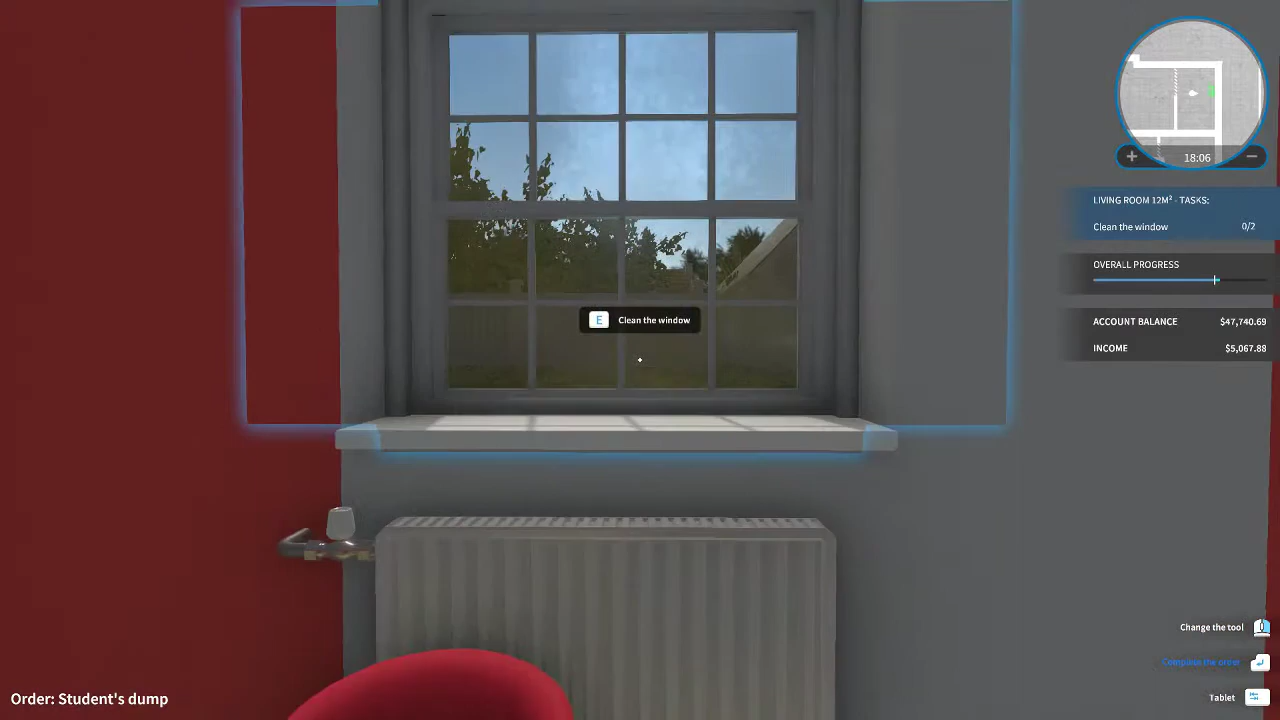 18:06
LIVING ROOM 12M² - TASKS:
Clean the window 0/2
OVERALL PROGRESS
E Clean the window
ACCOUNT BALANCE $47,740.69
INCOME $5,067.88
Change the tool
Complete the order
Tablet
Order: Student's dump